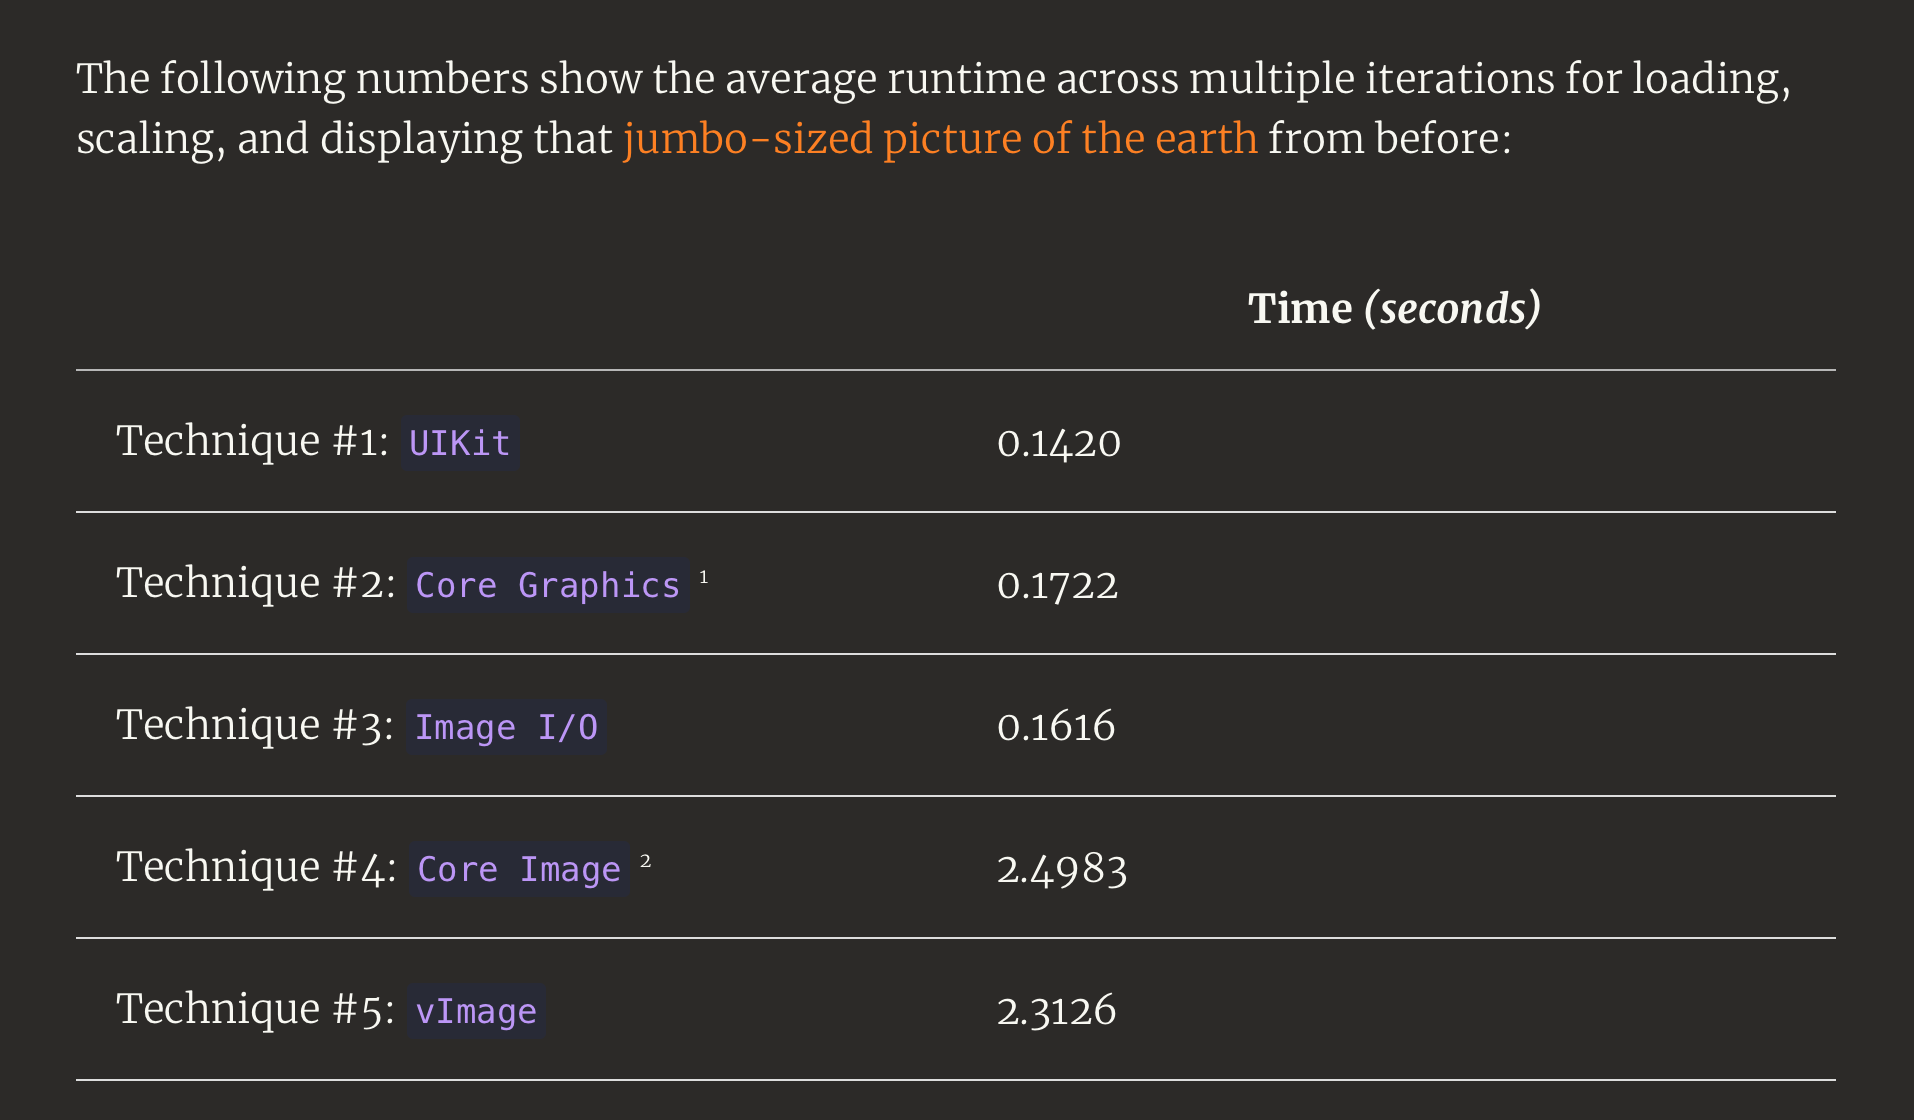 The following numbers show the average runtime across multiple iterations for loading,
scaling, and displaying that jumbo-sized picture of the earth from before:
Time (seconds)
Technique #1: UIKit 0.1420
Technique #2: Core Graphics 1 0.1722
Technique #3: Image I/O 0.1616
Technique #4: Core Image 2 2.4983
Technique #5: vImage 2.3126